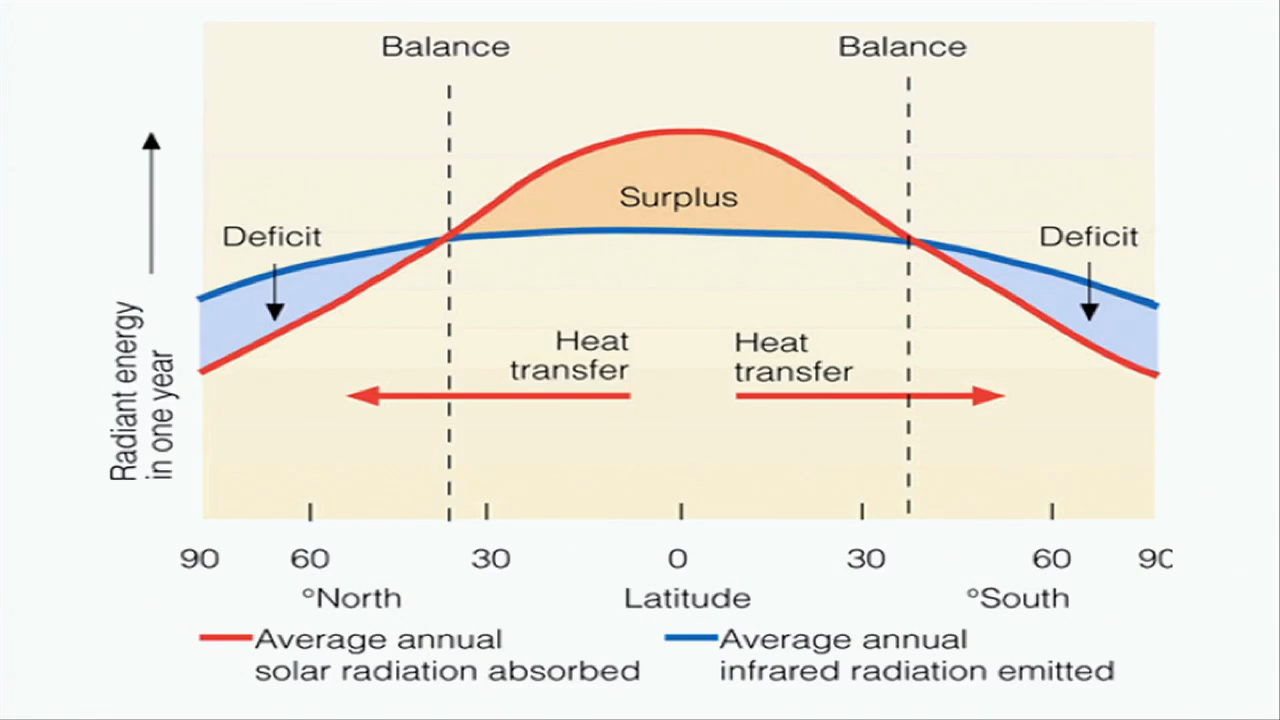 Balance
Balance
Surplus
Deficit
Deficit
Radiant energy
in one year
Heat
transfer
Heat
transfer
90 60 30 0 30 60 90
°North Latitude °South
Average annual
solar radiation absorbed
Average annual
infrared radiation emitted